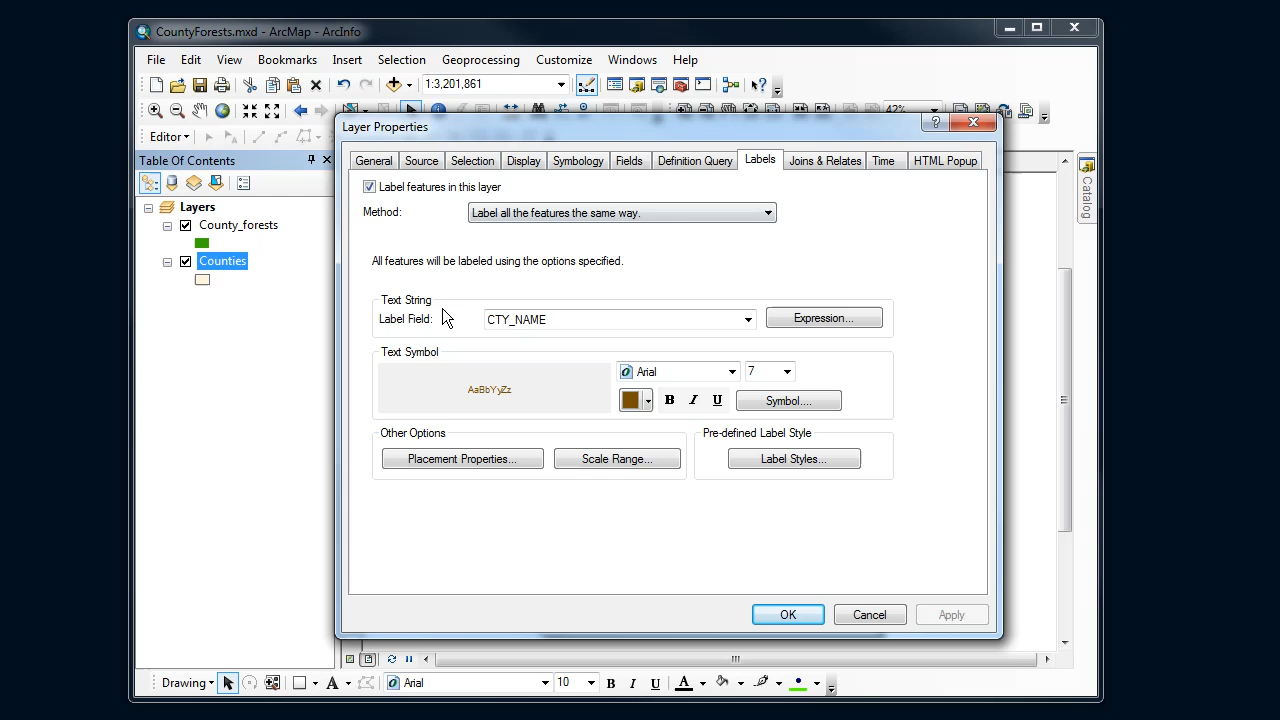 CountyForests.mxd - ArcMap - ArcInfo
File Edit View Bookmarks Insert Selection Geoprocessing Customize Windows Help
1:3,201,861
42%
Editor
Layer Properties
Table Of Contents
General Source Selection Display Symbology Fields Definition Query Labels Joins & Relates Time HTML Popup
Catalog
Label features in this layer
Layers
Method: Label all the features the same way.
County_forests
Counties
All features will be labeled using the options specified.
Text String
Label Field: CTY_NAME Expression...
Text Symbol
Arial 7
AaBbYyZz
B I U Symbol....
Other Options Pre-defined Label Style
Placement Properties... Scale Range... Label Styles...
OK Cancel Apply
Drawing A Arial 10 B I U A